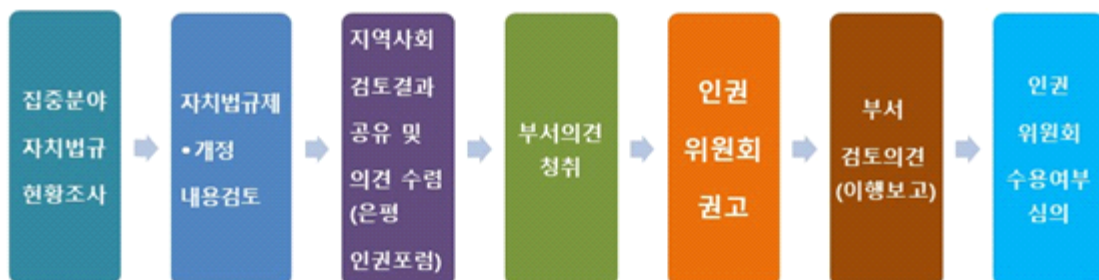 집중분야
자치법규
현황조사
자치법규제
•개정
내용검토
지역사회
검토결과
공유 및
의견 수렴
(은평
인권포럼)
부서의견
청취
인권
위원회
권고
부서
검토의견
(이행보고)
인권
위원회
수용여부
심의